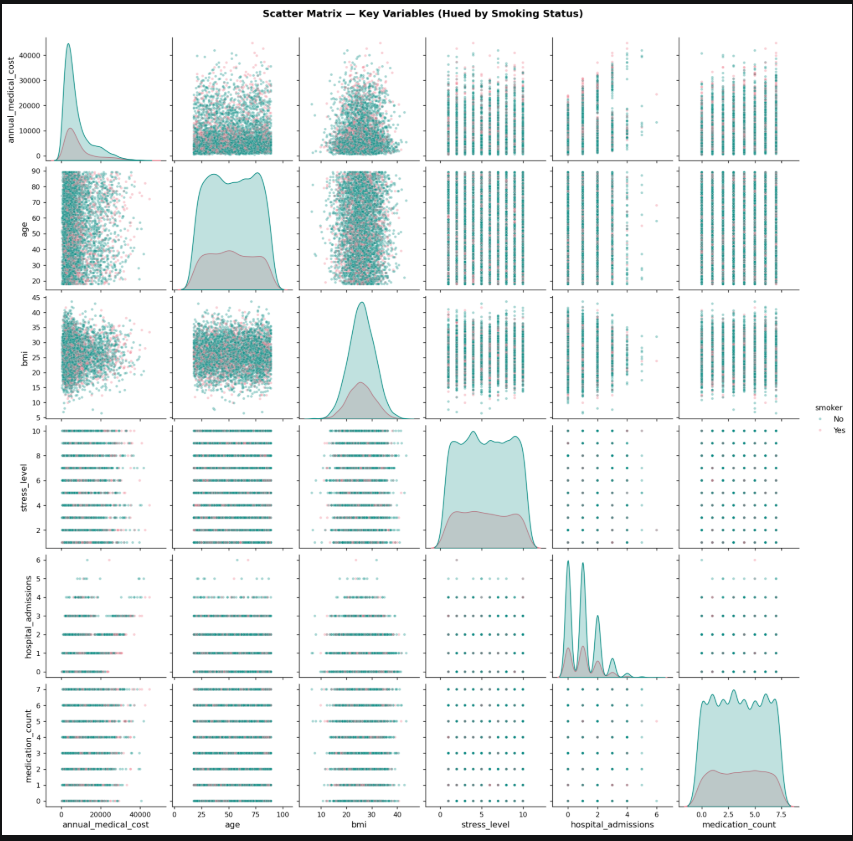 Scatter Matrix — Key Variables (Hued by Smoking Status)
annual_medical_cost
40000
30000
20000
10000
0
age
90
80
70
60
50
40
30
20
bmi
45
40
35
30
25
20
15
10
5
smoker
No
Yes
stress_level
10
8
6
4
2
hospital_admissions
6
5
4
3
2
1
0
medication_count
7
6
5
4
3
2
1
0
0 20000 40000
0 25 50 75 100
10 20 30 40
0 5 10
0 2 4 6
0.0 2.5 5.0 7.5
annual_medical_cost age bmi stress_level hospital_admissions medication_count